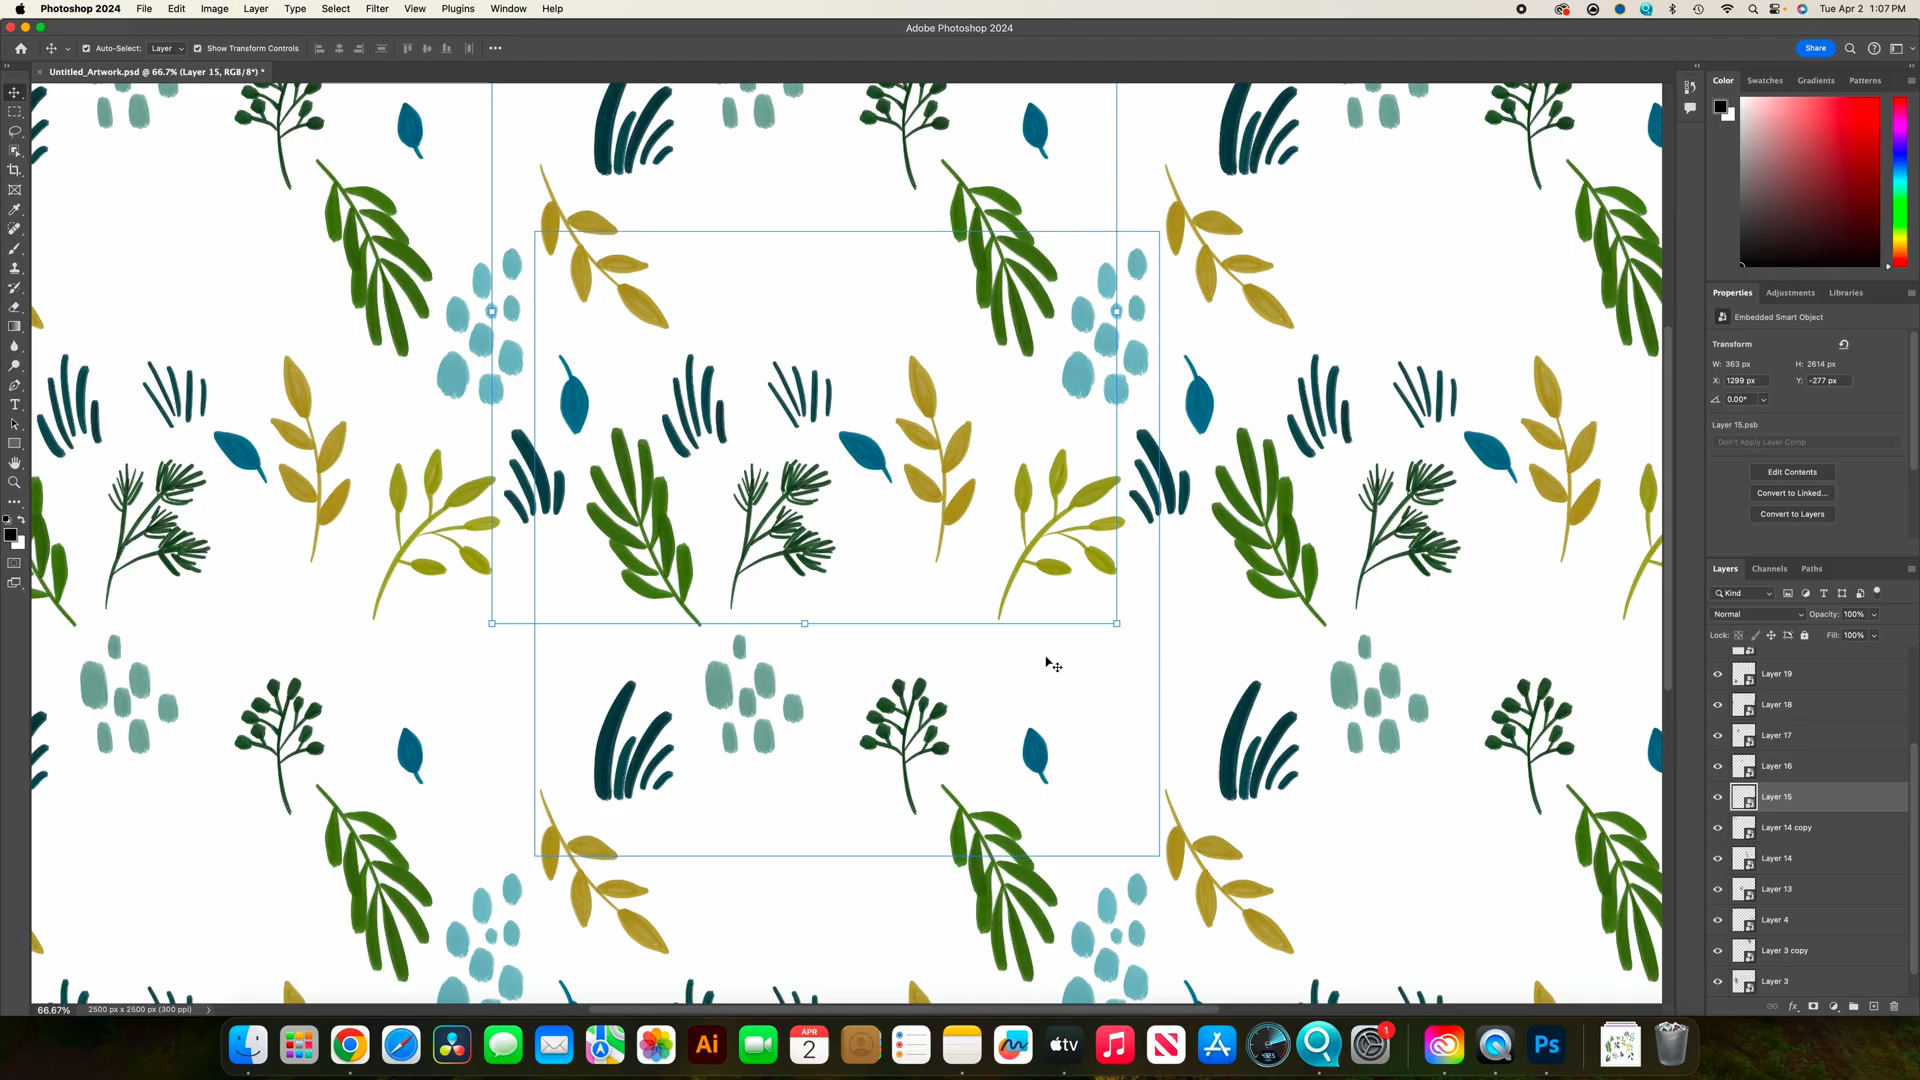 Photoshop 2024 File Edit Image Layer Type Select Filter View Plugins Window Help Tue Apr 2 1:07 PM
Adobe Photoshop 2024
Auto-Select: Layer Show Transform Controls Share
Untitled_Artwork.psd @ 66.7% (Layer 15, RGB/8*) *
Color Swatches Gradients Patterns
Properties Adjustments Libraries
Embedded Smart Object
Transform
W: 363 px H: 2614 px
X: 1299 px Y: -277 px
0.00°
Layer 15.psb
Don't Apply Layer Comp
Edit Contents
Convert to Linked...
Convert to Layers
Layers Channels Paths
Kind
Normal Opacity: 100%
Lock: Fill: 100%
Layer 19
Layer 18
Layer 17
Layer 16
Layer 15
Layer 14 copy
Layer 14
Layer 13
Layer 4
Layer 3 copy
Layer 3
66.67% 2500 px x 2500 px (300 ppi)
Ai APR 2 tv 1 Ps